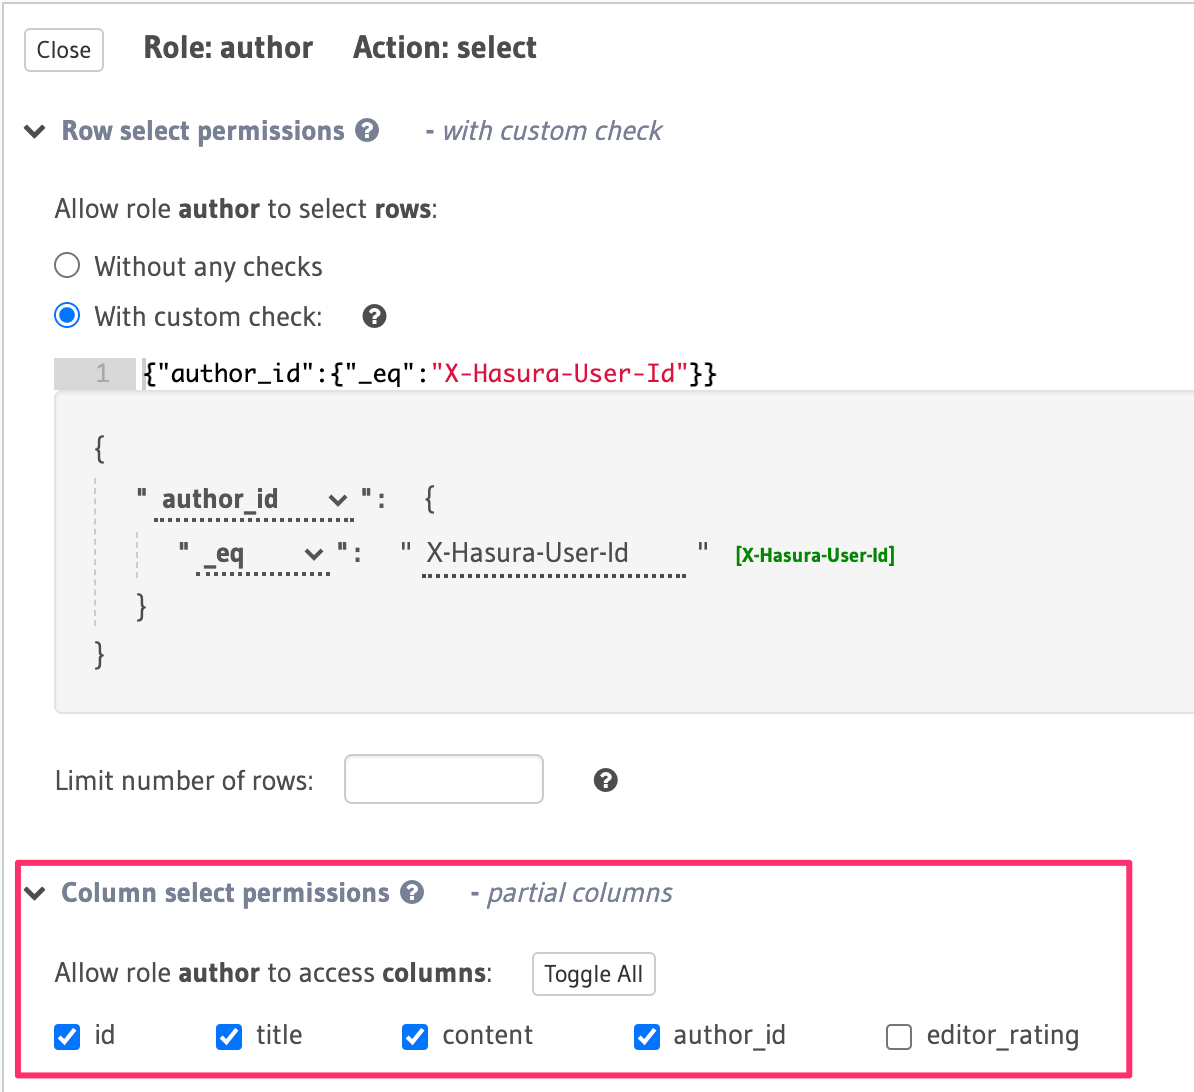 Close Role: author Action: select
Row select permissions ? - with custom check
Allow role author to select rows:
Without any checks
With custom check: ?
1 {"author_id":{"_eq":"X-Hasura-User-Id"}}
{
" author_id " : {
" _eq " : " X-Hasura-User-Id " [X-Hasura-User-Id]
}
}
Limit number of rows: ?
Column select permissions ? - partial columns
Allow role author to access columns: Toggle All
id title content author_id editor_rating